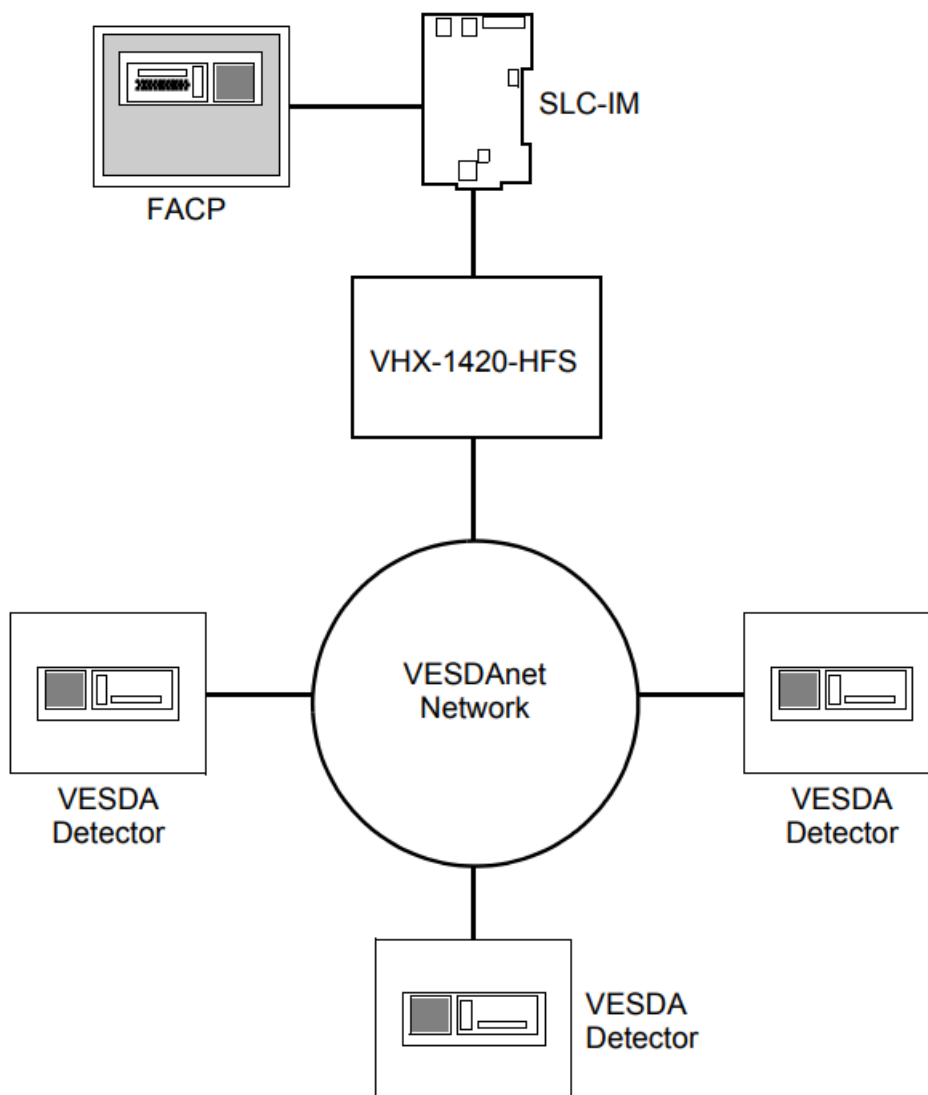 SLC-IM
FACP
VHX-1420-HFS
VESDAnet
Network
VESDA
Detector
VESDA
Detector
VESDA
Detector